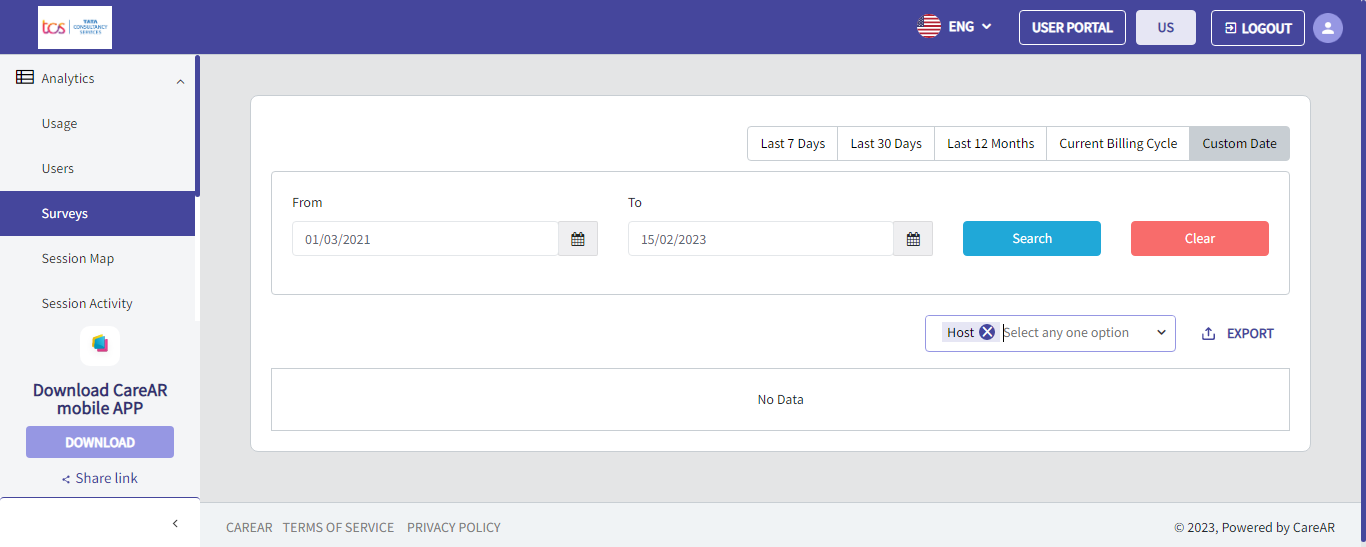 tcs TATA
CONSULTANCY
SERVICES
ENG
USER PORTAL
US
LOGOUT
Analytics
Usage
Users
Surveys
Session Map
Session Activity
Download CareAR
mobile APP
DOWNLOAD
Share link
Last 7 Days Last 30 Days Last 12 Months Current Billing Cycle Custom Date
From To
01/03/2021 15/02/2023 Search Clear
Host Select any one option EXPORT
No Data
CAREAR TERMS OF SERVICE PRIVACY POLICY © 2023, Powered by CareAR